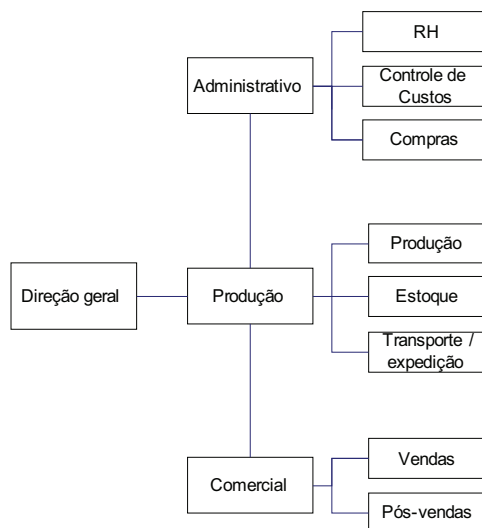 RH
Administrativo
Controle de
Custos
Compras
Produção
Direção geral
Produção
Estoque
Transporte /
expedição
Vendas
Comercial
Pós-vendas